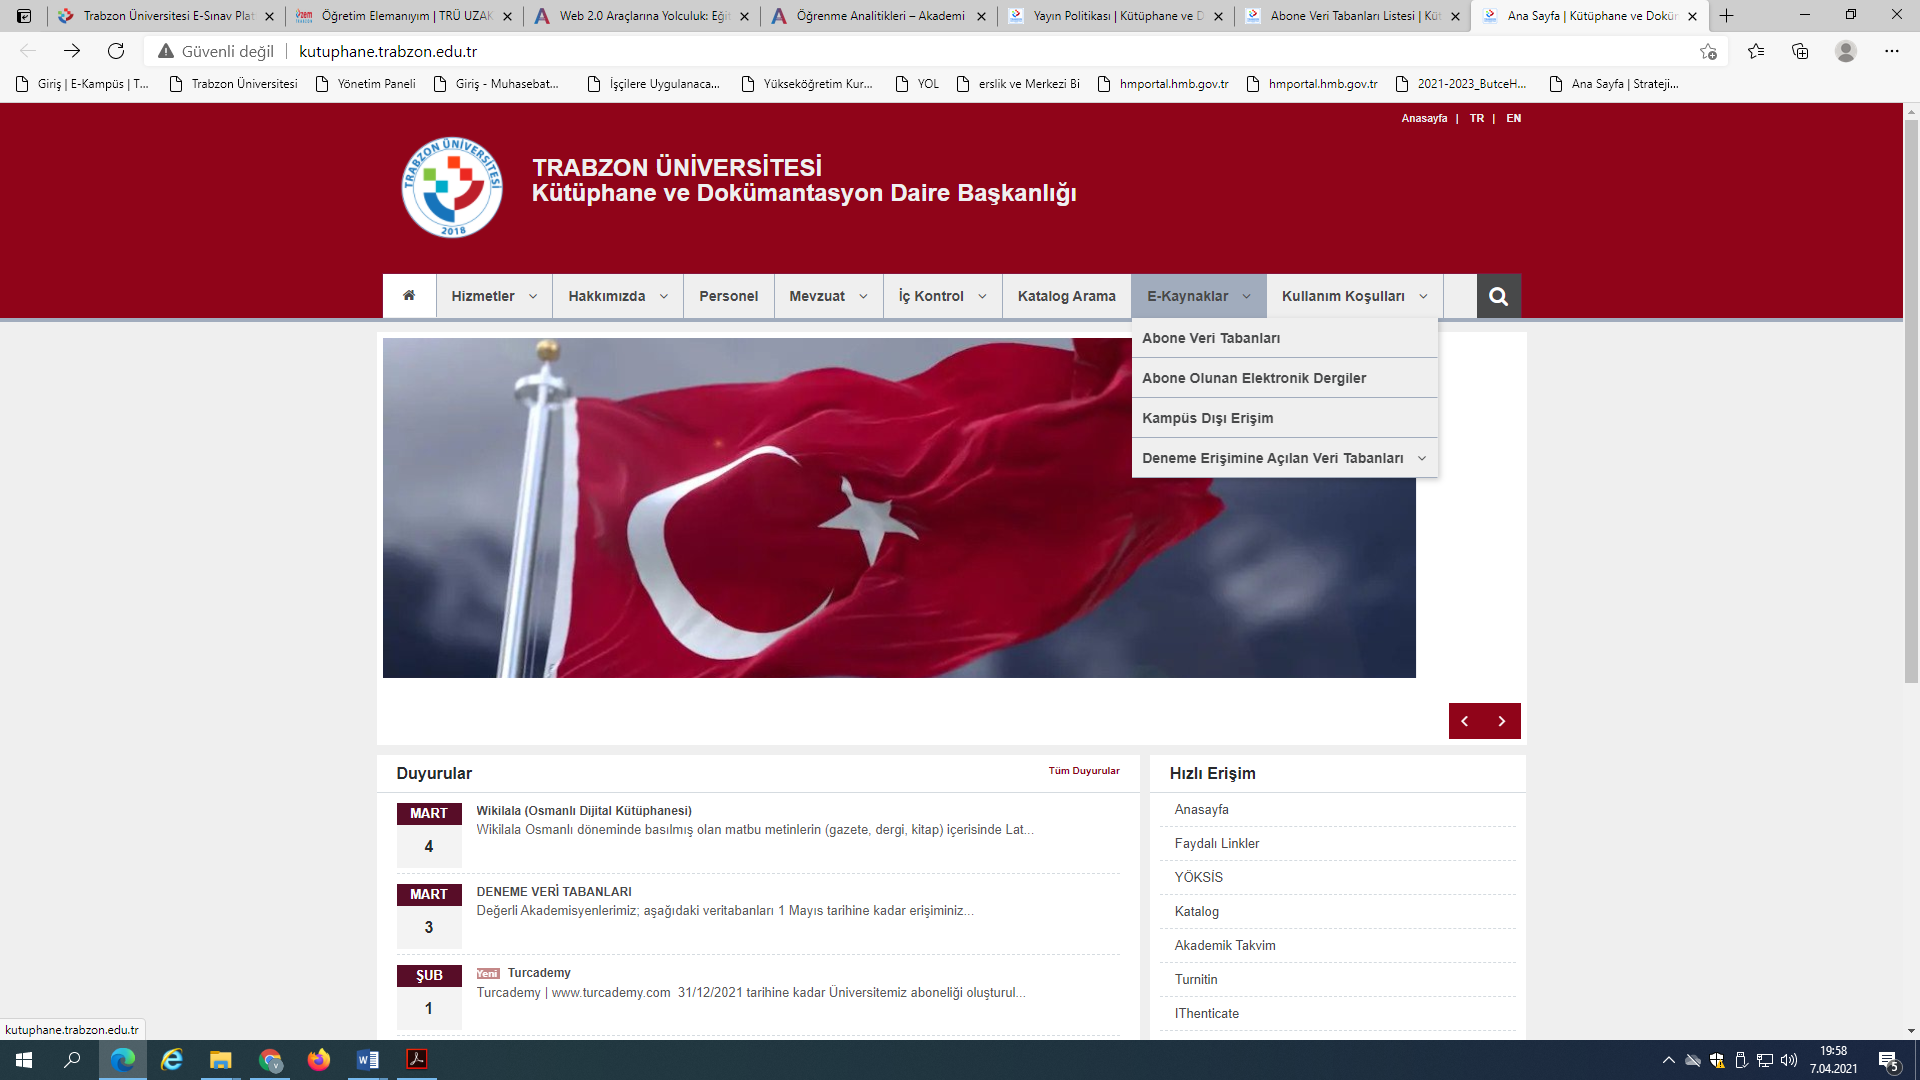 Trabzon Üniversitesi E-Sınav Plat
Öğretim Elemanıyım | TRÜ UZAK
Web 2.0 Araçlarına Yolculuk: Eğit
Öğrenme Analitikleri – Akademi
Yayın Politikası | Kütüphane ve D
Abone Veri Tabanları Listesi | Küt
Ana Sayfa | Kütüphane ve Dokür
Güvenli değil
kutuphane.trabzon.edu.tr
Giriş | E-Kampüs | T...
Trabzon Üniversitesi
Yönetim Paneli
Giriş - Muhasebat...
İşçilere Uygulanaca...
Yükseköğretim Kur...
YOL
erslik ve Merkezi Bi
hmportal.hmb.gov.tr
hmportal.hmb.gov.tr
2021-2023_ButceH...
Ana Sayfa | Strateji...
Anasayfa | TR | EN
TRABZON ÜNİVERSİTESİ
2018
TRABZON ÜNİVERSİTESİ
Kütüphane ve Dokümantasyon Daire Başkanlığı
Hizmetler
Hakkımızda
Personel
Mevzuat
İç Kontrol
Katalog Arama
E-Kaynaklar
Kullanım Koşulları
Abone Veri Tabanları
Abone Olunan Elektronik Dergiler
Kampüs Dışı Erişim
Deneme Erişimine Açılan Veri Tabanları
Duyurular
Tüm Duyurular
MART
4
Wikilala (Osmanlı Dijital Kütüphanesi)
Wikilala Osmanlı döneminde basılmış olan matbu metinlerin (gazete, dergi, kitap) içerisinde Lat...
MART
3
DENEME VERİ TABANLARI
Değerli Akademisyenlerimiz; aşağıdaki veritabanları 1 Mayıs tarihine kadar erişiminiz...
ŞUB
1
Yeni Turcademy
Turcademy | www.turcademy.com 31/12/2021 tarihine kadar Üniversitemiz aboneliği oluşturul...
Hızlı Erişim
Anasayfa
Faydalı Linkler
YÖKSİS
Katalog
Akademik Takvim
Turnitin
IThenticate
kutuphane.trabzon.edu.tr
19:58
7.04.2021
5